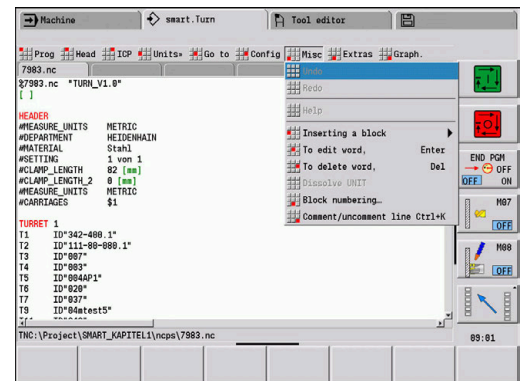 Machine smart.Turn Tool editor
Prog Head ICP Units» Go to Config Misc Extras Graph.
7983.nc
%7983.nc "TURN_V1.0"
[ ]
HEADER
#MEASURE_UNITS METRIC
#DEPARTMENT HEIDENHAIN
#MATERIAL Stahl
#SETTING 1 von 1
#CLAMP_LENGTH 82 [mm]
#CLAMP_LENGTH_2 0 [mm]
#MEASURE_UNITS METRIC
#CARRIAGES $1
TURRET 1
T1 ID"342-400.1"
T2 ID"111-80-080.1"
T3 ID"007"
T4 ID"003"
T5 ID"004AP1"
T6 ID"020"
T7 ID"037"
T9 ID"04mtest5"
TNC:\Project\SMART_KAPITEL1\ncps\7983.nc
Undo
Redo
Help
Inserting a block
To edit word, Enter
To delete word, Del
Dissolve UNIT
Block numbering…
Comment/uncomment line Ctrl+K
END PGM
OFF
OFF ON
M07
OFF
M08
OFF
09:01